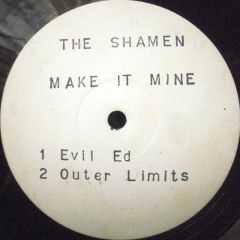 THE SHAMEN
MAKE IT MINE
1 Evil Ed
2 Outer Limits